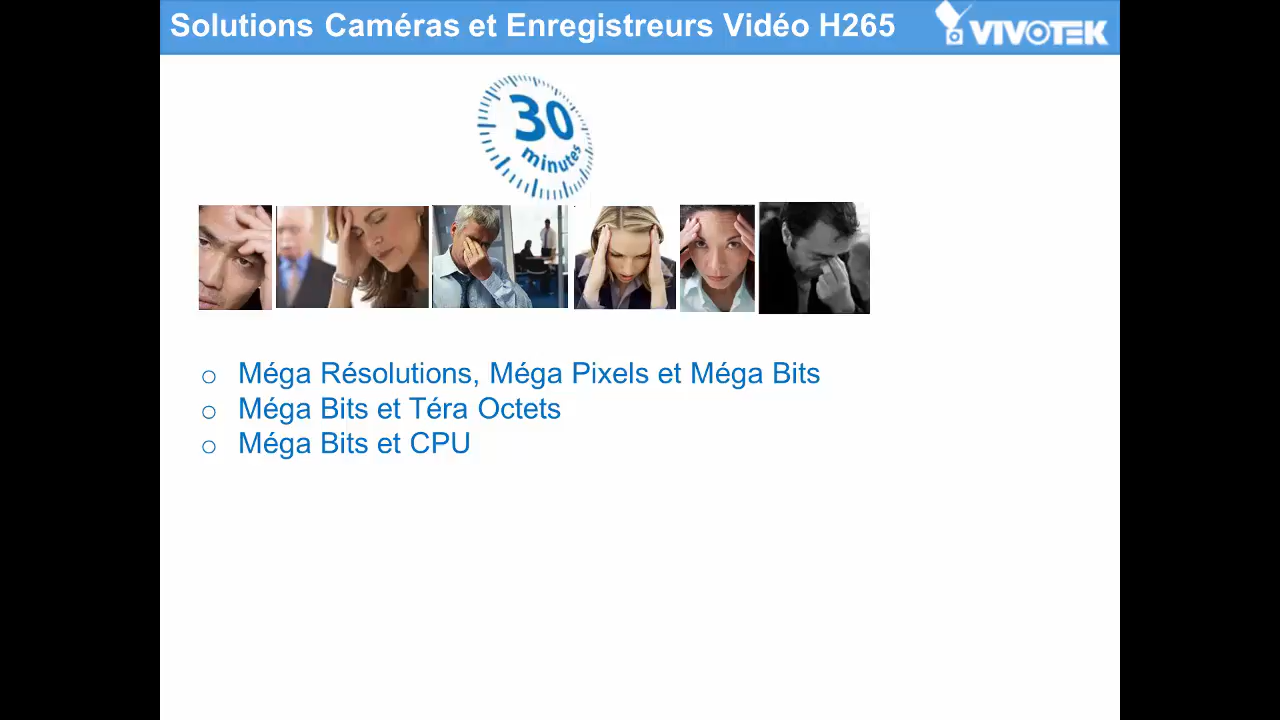 Solutions Caméras et Enregistreurs Vidéo H265
VIVOTEK
30
minutes
o Méga Résolutions, Méga Pixels et Méga Bits
o Méga Bits et Téra Octets
o Méga Bits et CPU